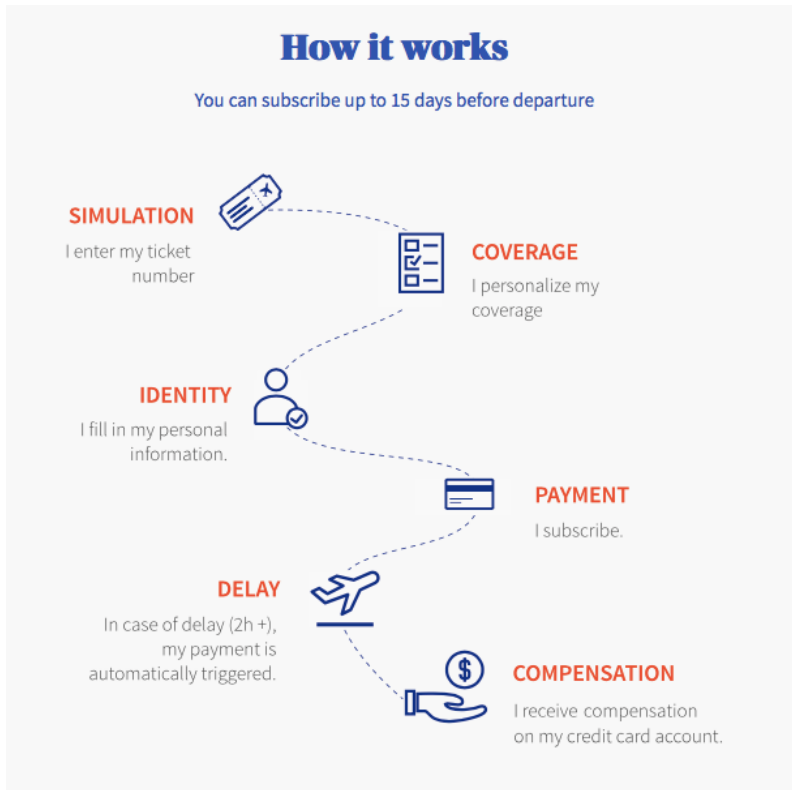 How it works
You can subscribe up to 15 days before departure
SIMULATION
I enter my ticket
number
COVERAGE
I personalize my
coverage
IDENTITY
I fill in my personal
information.
PAYMENT
I subscribe.
DELAY
In case of delay (2h +),
my payment is
automatically triggered.
$
COMPENSATION
I receive compensation
on my credit card account.